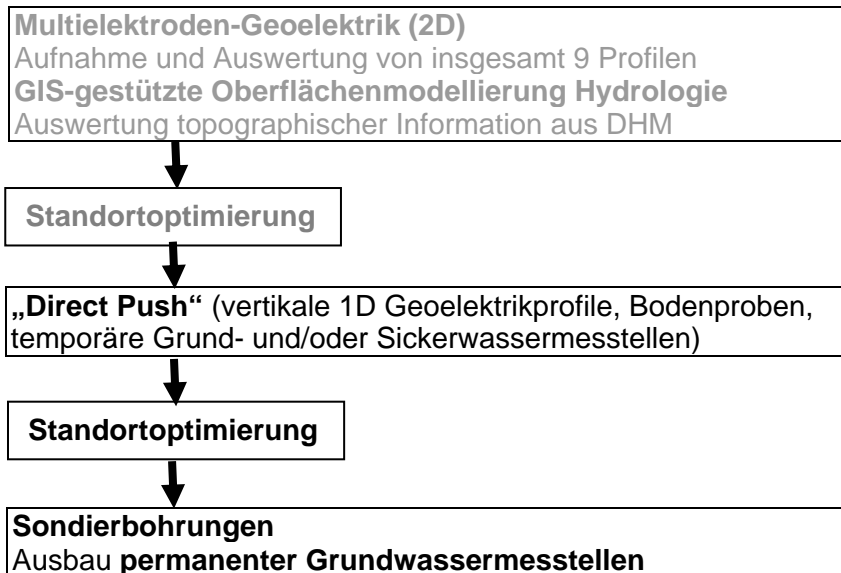 Multielektroden-Geoelektrik (2D)
Aufnahme und Auswertung von insgesamt 9 Profilen
GIS-gestützte Oberflächenmodellierung Hydrologie
Auswertung topographischer Information aus DHM
Standortoptimierung
„Direct Push“ (vertikale 1D Geoelektrikprofile, Bodenproben,
temporäre Grund- und/oder Sickerwassermesstellen)
Standortoptimierung
Sondierbohrungen
Ausbau permanenter Grundwassermesstellen